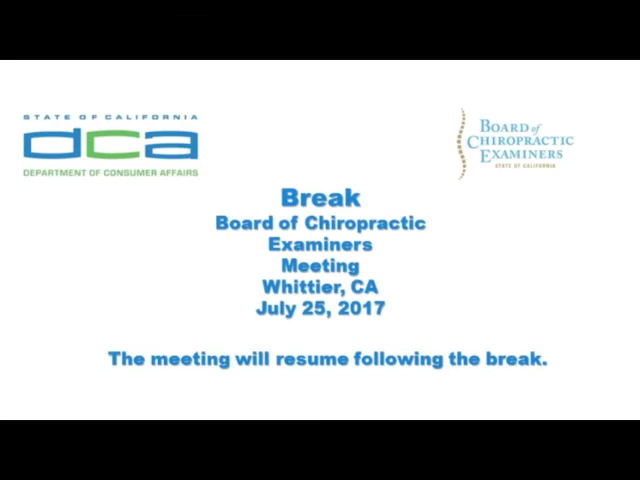 STATE OF CALIFORNIA
dca
DEPARTMENT OF CONSUMER AFFAIRS
BOARD of
CHIROPRACTIC
EXAMINERS
STATE OF CALIFORNIA
Break
Board of Chiropractic
Examiners
Meeting
Whittier, CA
July 25, 2017
The meeting will resume following the break.